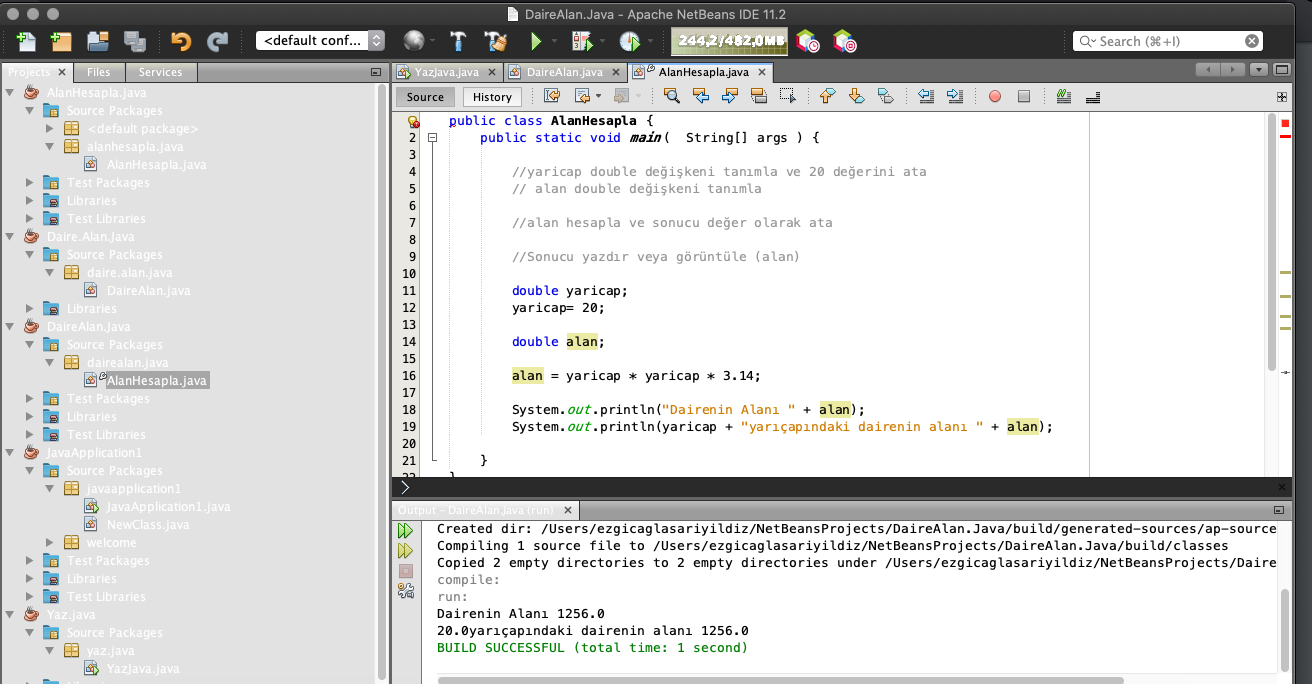 DaireAlan.Java - Apache NetBeans IDE 11.2
<default conf...
244,2/482,0MB
Search (⌘+I)
Projects
Files
Services
AlanHesapla.java
Source Packages
<default package>
alanhesapla.java
AlanHesapla.java
Test Packages
Libraries
Test Libraries
Daire.Alan.Java
Source Packages
daire.alan.java
DaireAlan.java
Libraries
DaireAlan.Java
Source Packages
dairealan.java
AlanHesapla.java
Test Packages
Libraries
Test Libraries
JavaApplication1
Source Packages
javaapplication1
JavaApplication1.java
NewClass.java
welcome
Test Packages
Libraries
Test Libraries
Yaz.java
Source Packages
yaz.java
YazJava.java
YazJava.java
DaireAlan.java
AlanHesapla.java
Source
History
public class AlanHesapla {
2 public static void main( String[] args ) {
3
4 //yaricap double değişkeni tanımla ve 20 değerini ata
5 // alan double değişkeni tanımla
6
7 //alan hesapla ve sonucu değer olarak ata
8
9 //Sonucu yazdır veya görüntüle (alan)
10
11 double yaricap;
12 yaricap= 20;
13
14 double alan;
15
16 alan = yaricap * yaricap * 3.14;
17
18 System.out.println("Dairenin Alanı " + alan);
19 System.out.println(yaricap + "yarıçapındaki dairenin alanı " + alan);
20
21 }
Output - DaireAlan.Java (run)
Created dir: /Users/ezgicaglasariyildiz/NetBeansProjects/DaireAlan.Java/build/generated-sources/ap-source
Compiling 1 source file to /Users/ezgicaglasariyildiz/NetBeansProjects/DaireAlan.Java/build/classes
Copied 2 empty directories to 2 empty directories under /Users/ezgicaglasariyildiz/NetBeansProjects/Daire
compile:
run:
Dairenin Alanı 1256.0
20.0yarıçapındaki dairenin alanı 1256.0
BUILD SUCCESSFUL (total time: 1 second)